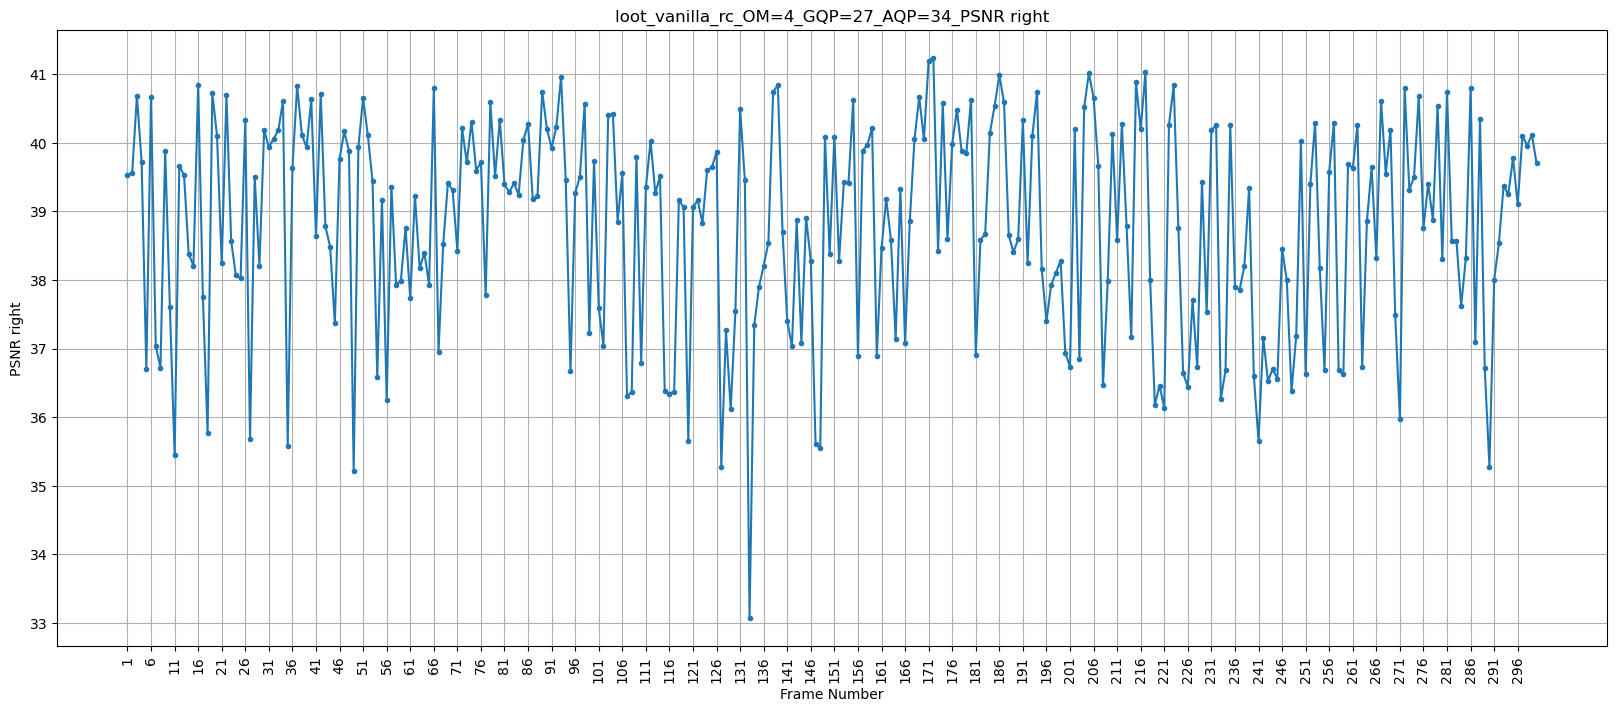 loot_vanilla_rc_OM=4_GQP=27_AQP=34_PSNR right
41
40
39
38
37
36
35
34
33
PSNR right
1 6 11 16 21 26 31 36 41 46 51 56 61 66 71 76 81 86 91 96 101 106 111 116 121 126 131 136 141 146 151 156 161 166 171 176 181 186 191 196 201 206 211 216 221 226 231 236 241 246 251 256 261 266 271 276 281 286 291 296
Frame Number